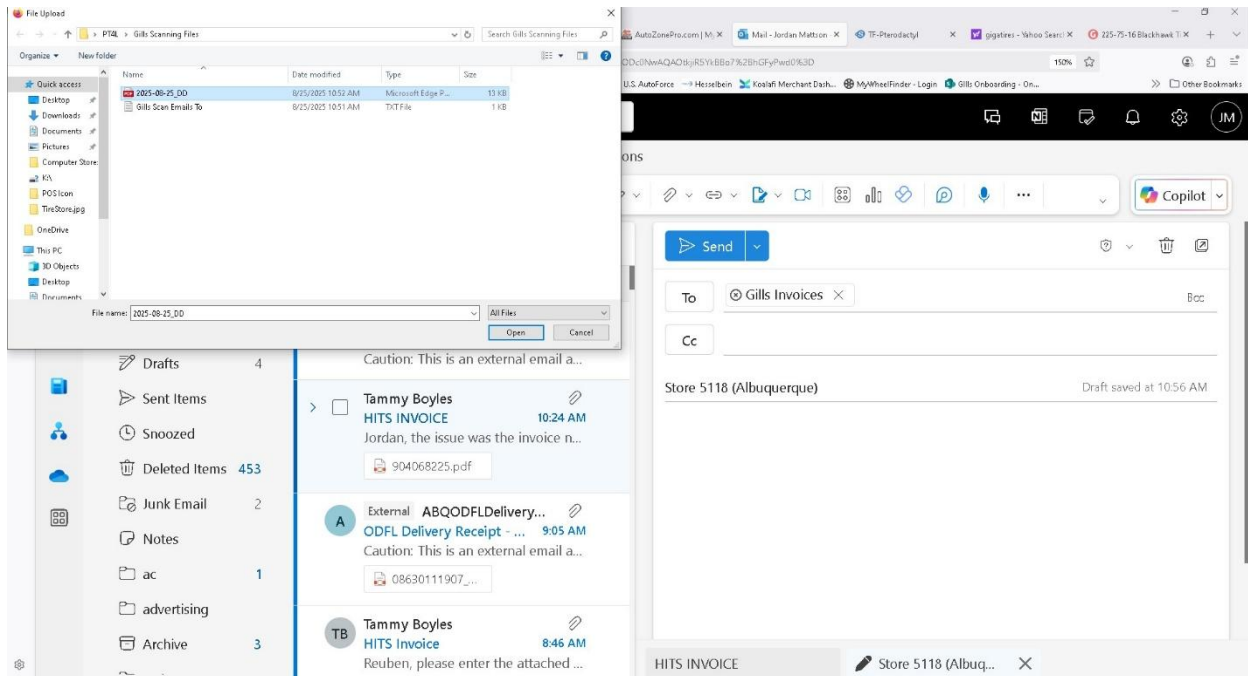 File Upload
PT4L > Gills Scanning Files
Search Gills Scanning Files
Organize
New folder
Name
Date modified
Type
Size
Quick access
Desktop
Downloads
Documents
Pictures
Computer Store:
K:\
POSIcon
TireStore.jpg
OneDrive
This PC
3D Objects
Desktop
Documents
2025-08-25_DD
8/25/2025 10:52 AM
Microsoft Edge P...
13 KB
Gills Scan Emails To
8/25/2025 10:51 AM
TXT File
1 KB
File name:
2025-08-25_DD
All Files
Open
Cancel
AutoZonePro.com | M\
Mail - Jordan Mattson -
TF-Pterodactyl
gigatires - Yahoo Search
225-75-16 Blackhawk T
150%
U.S. AutoForce
Hesselbein
Koalafi Merchant Dash...
MyWheelFinder - Login
Gills Onboarding - On...
Other Bookmarks
JM
ons
Copilot
Send
To
Gills Invoices
Bcc
Cc
Store 5118 (Albuquerque)
Draft saved at 10:56 AM
Drafts 4
Sent Items
Snoozed
Deleted Items 453
Junk Email 2
Notes
ac 1
advertising
Archive 3
Caution: This is an external email a...
Tammy Boyles
HITS INVOICE
10:24 AM
Jordan, the issue was the invoice n...
904068225.pdf
A
External ABQODFLDelivery...
ODFL Delivery Receipt - ...
9:05 AM
Caution: This is an external email a...
08630111907_...
TB
Tammy Boyles
HITS Invoice
8:46 AM
Reuben, please enter the attached ...
HITS INVOICE
Store 5118 (Albuq...